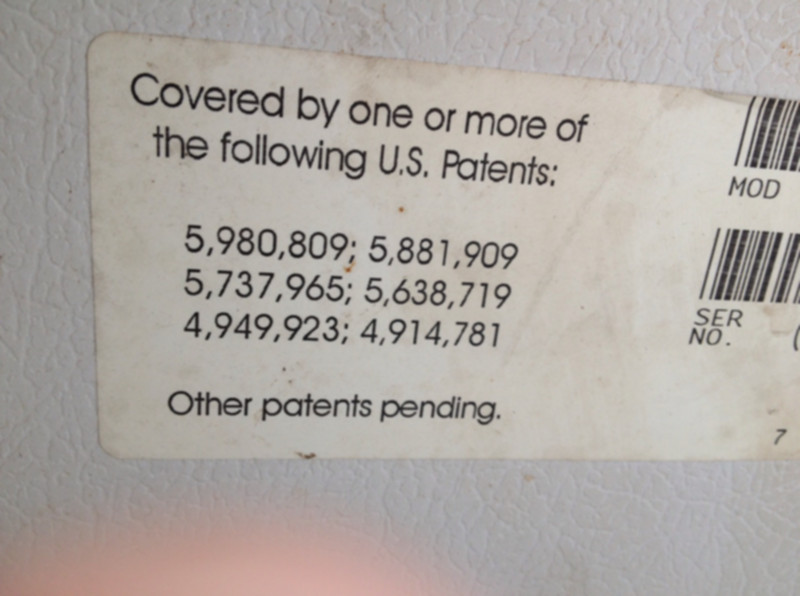 Covered by one or more of
the following U.S. Patents:
5,980,809; 5,881,909
5,737,965; 5,638,719
4,949,923; 4,914,781
Other patents pending.
MOD
SER
NO. (
7